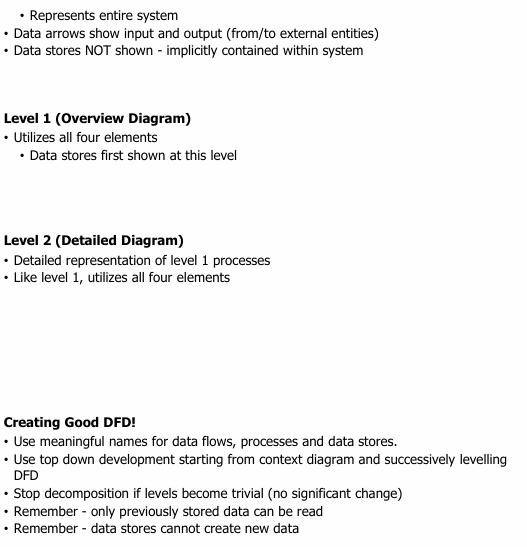 • Represents entire system
• Data arrows show input and output (from/to external entities)
• Data stores NOT shown - implicitly contained within system
Level 1 (Overview Diagram)
• Utilizes all four elements
• Data stores first shown at this level
Level 2 (Detailed Diagram)
• Detailed representation of level 1 processes
• Like level 1, utilizes all four elements
Creating Good DFD!
• Use meaningful names for data flows, processes and data stores.
• Use top down development starting from context diagram and successively levelling
DFD
• Stop decomposition if levels become trivial (no significant change)
• Remember - only previously stored data can be read
• Remember - data stores cannot create new data